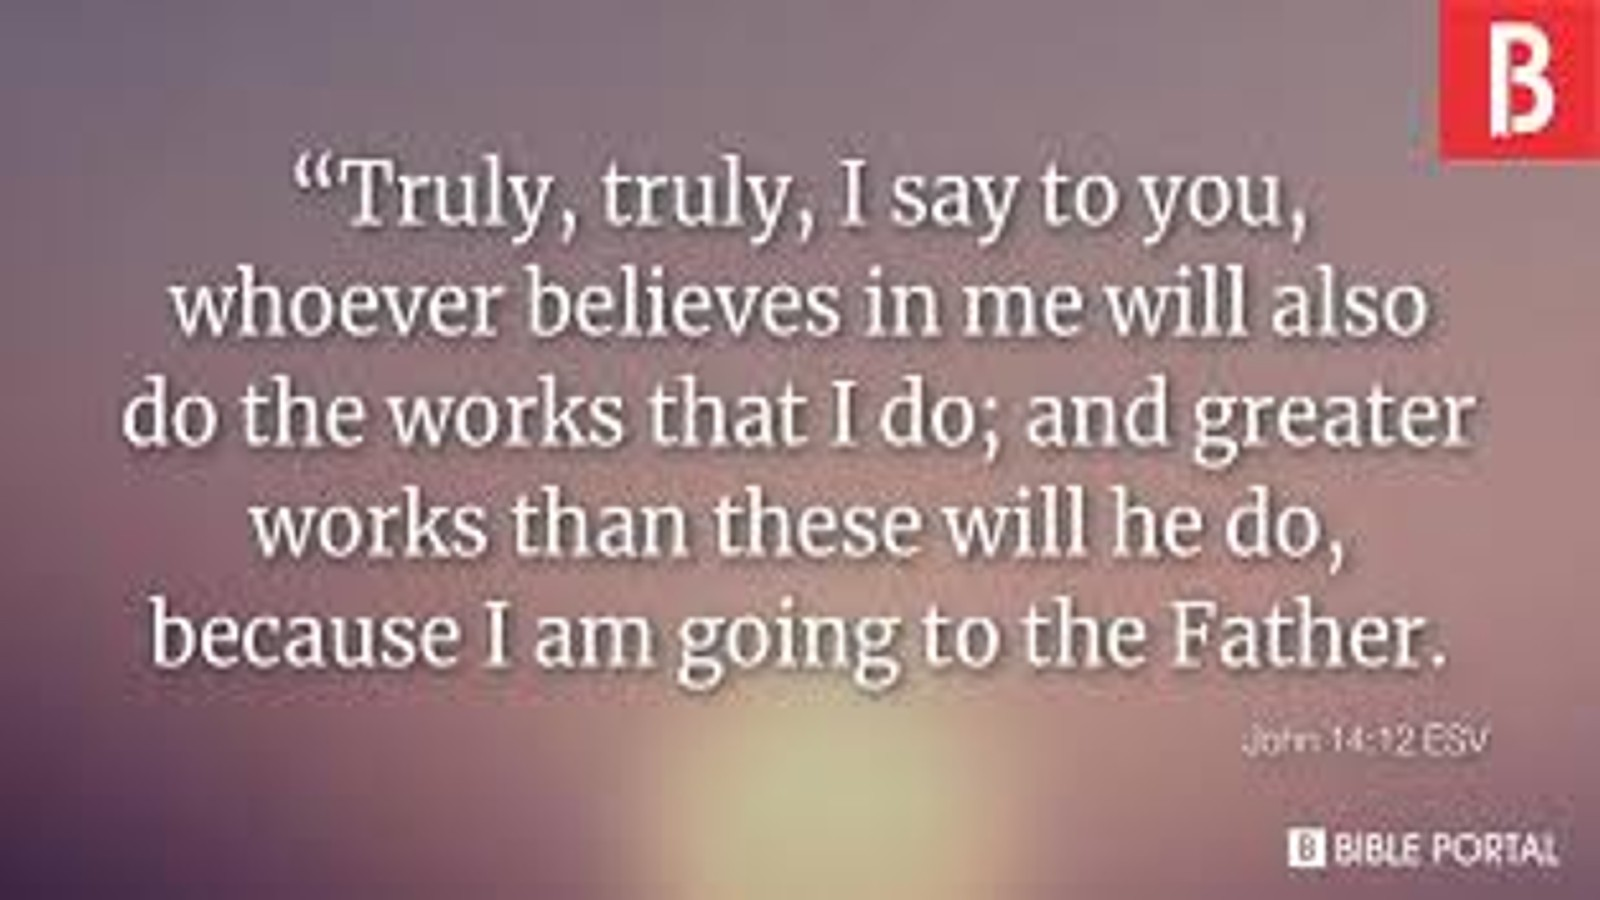 B
“Truly, truly, I say to you,
whoever believes in me will also
do the works that I do; and greater
works than these will he do,
because I am going to the Father.
John 14:12 ESV
B BIBLE PORTAL